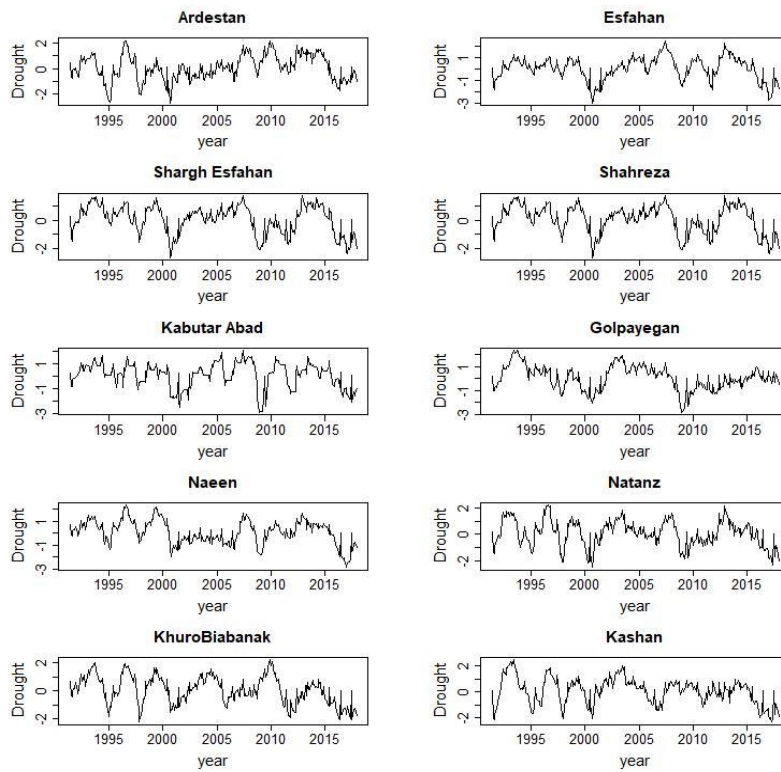 Ardestan
Drought
-2 0 2
1995 2000 2005 2010 2015
year
Esfahan
Drought
-3 -1 1
1995 2000 2005 2010 2015
year
Shargh Esfahan
Drought
-2 0
1995 2000 2005 2010 2015
year
Shahreza
Drought
-2 0
1995 2000 2005 2010 2015
year
Kabutar Abad
Drought
-3 -1 1
1995 2000 2005 2010 2015
year
Golpayegan
Drought
-3 -1 1
1995 2000 2005 2010 2015
year
Naeen
Drought
-3 -1 1
1995 2000 2005 2010 2015
year
Natanz
Drought
-2 0 2
1995 2000 2005 2010 2015
year
KhuroBiabanak
Drought
-2 0 2
1995 2000 2005 2010 2015
year
Kashan
Drought
-2 0 2
1995 2000 2005 2010 2015
year